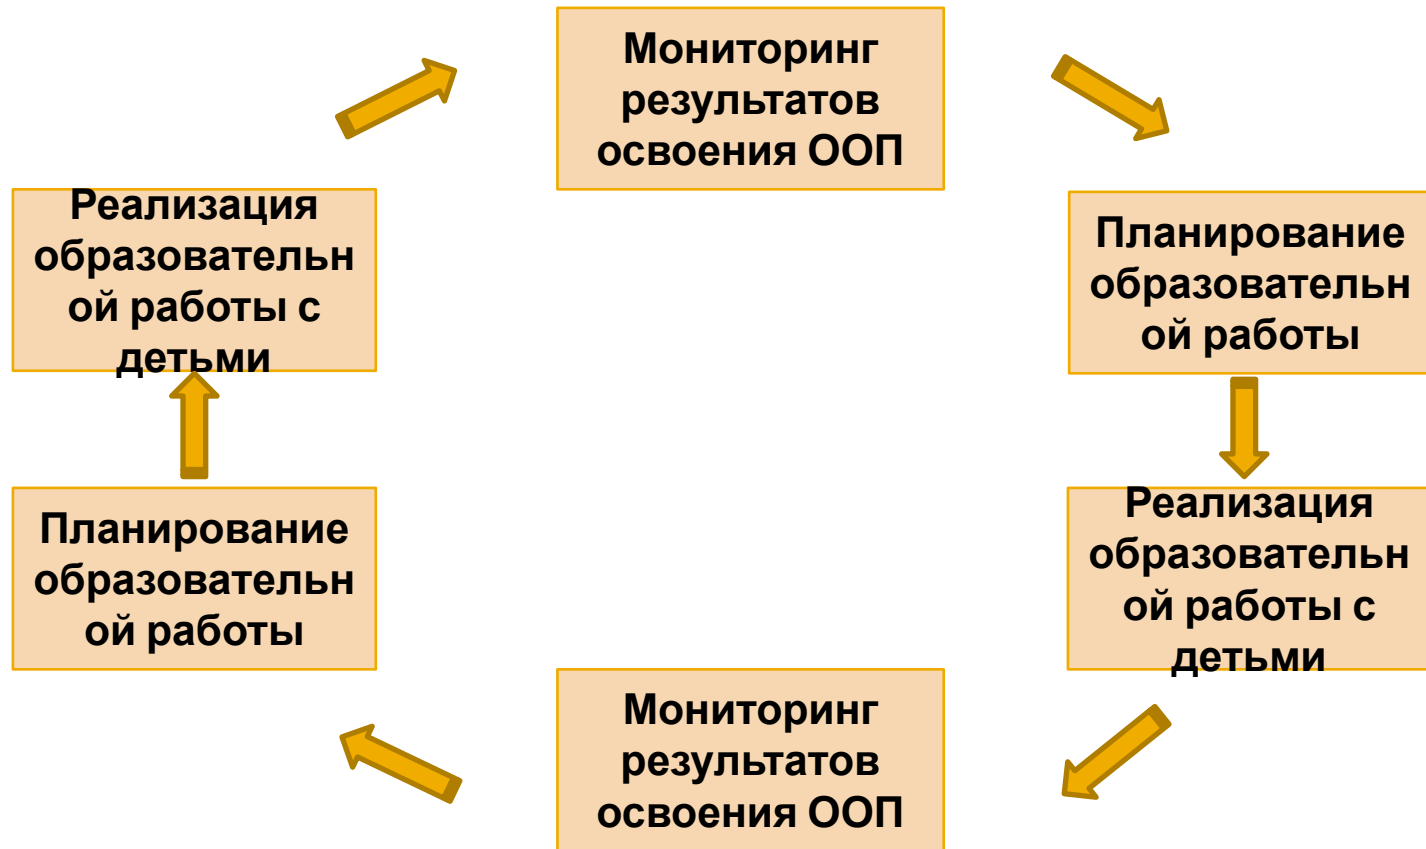 Мониторинг
результатов
освоения ООП
Реализация
образовательн
ой работы с
детьми
Планирование
образовательн
ой работы
Планирование
образовательн
ой работы
Реализация
образовательн
ой работы с
детьми
Мониторинг
результатов
освоения ООП